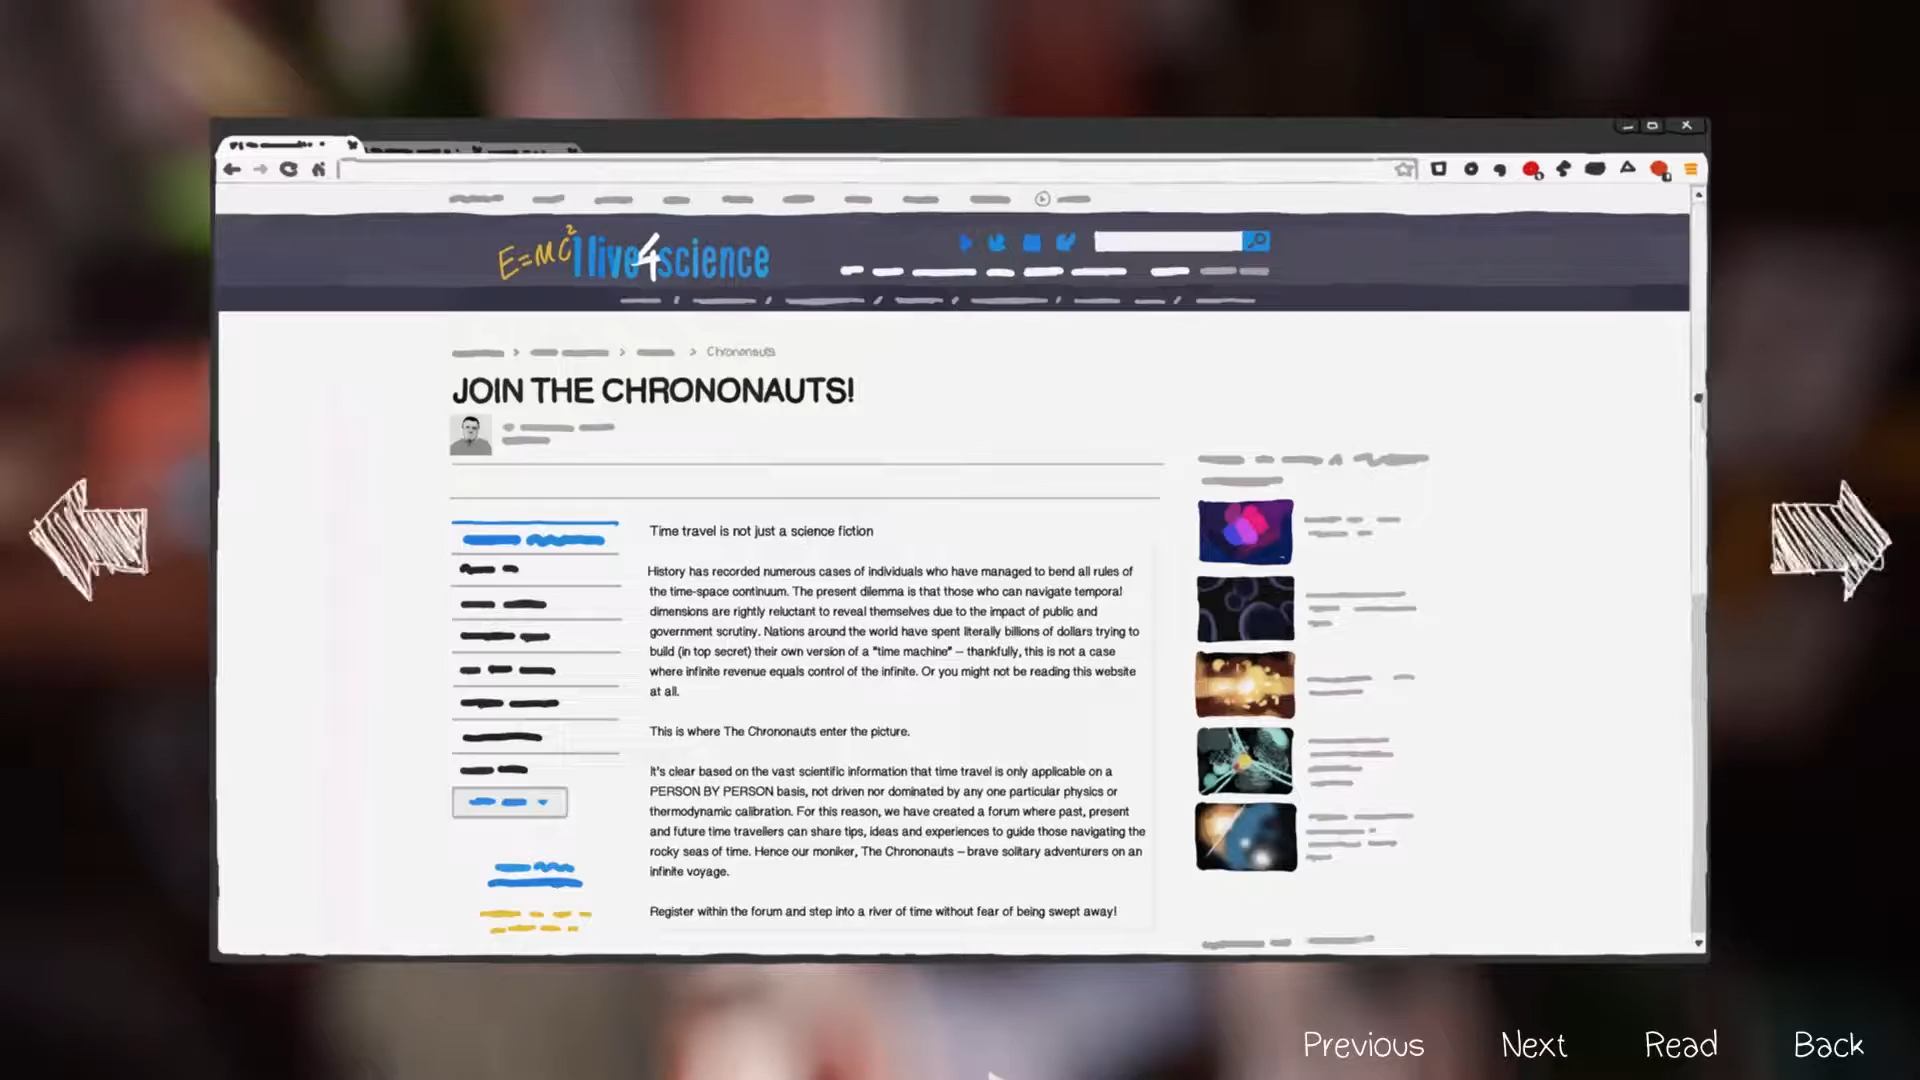 E=MC² I live4science
Chrononauts
JOIN THE CHRONONAUTS!
Time travel is not just a science fiction
History has recorded numerous cases of individuals who have managed to bend all rules of
the time-space continuum. The present dilemma is that those who can navigate temporal
dimensions are rightly reluctant to reveal themselves due to the impact of public and
government scrutiny. Nations around the world have spent literally billions of dollars trying to
build (in top secret) their own version of a "time machine" – thankfully, this is not a case
where infinite revenue equals control of the infinite. Or you might not be reading this website
at all.
This is where The Chrononauts enter the picture.
It's clear based on the vast scientific information that time travel is only applicable on a
PERSON BY PERSON basis, not driven nor dominated by any one particular physics or
thermodynamic calibration. For this reason, we have created a forum where past, present
and future time travellers can share tips, ideas and experiences to guide those navigating the
rocky seas of time. Hence our moniker, The Chrononauts – brave solitary adventurers on an
infinite voyage.
Register within the forum and step into a river of time without fear of being swept away!
Previous Next Read Back